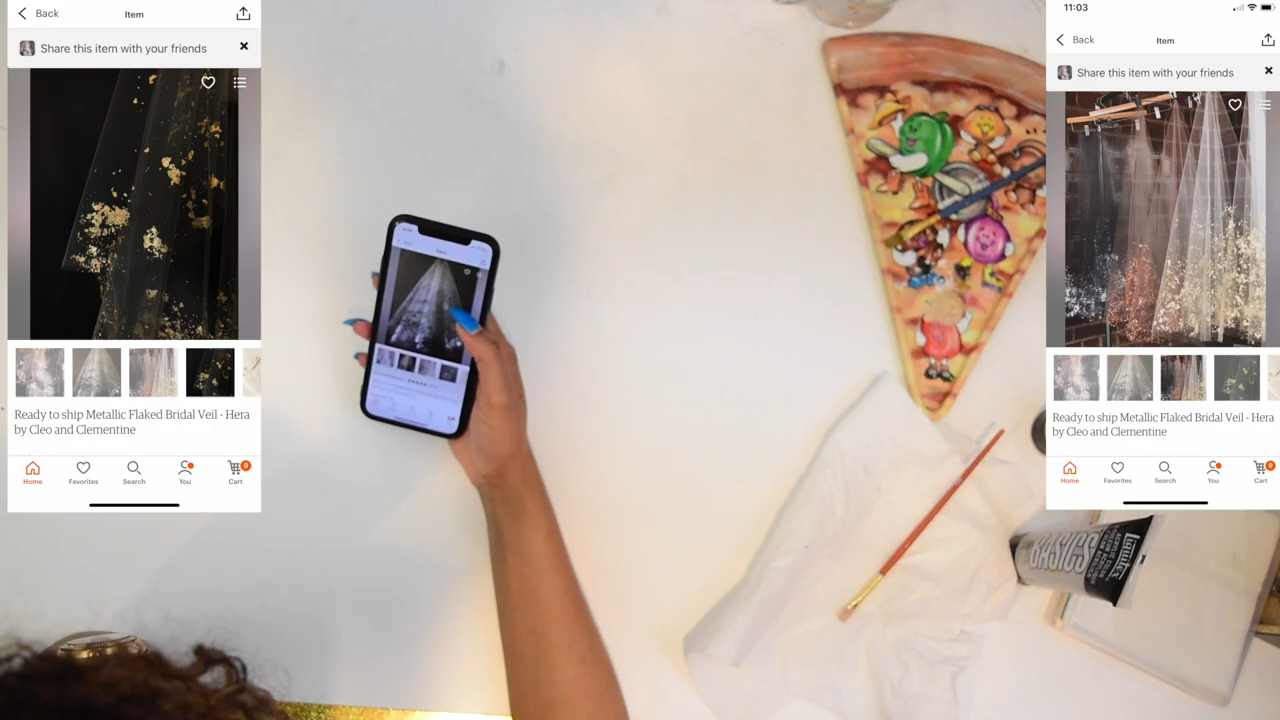 Back
Item
Share this item with your friends
Ready to ship Metallic Flaked Bridal Veil - Hera
by Cleo and Clementine
Home
Favorites
Search
You
Cart
9
11:03
Back
Item
Share this item with your friends
Ready to ship Metallic Flaked Bridal Veil - Hera
by Cleo and Clementine
Home
Favorites
Search
You
Cart
9
Liquitex
BASICS